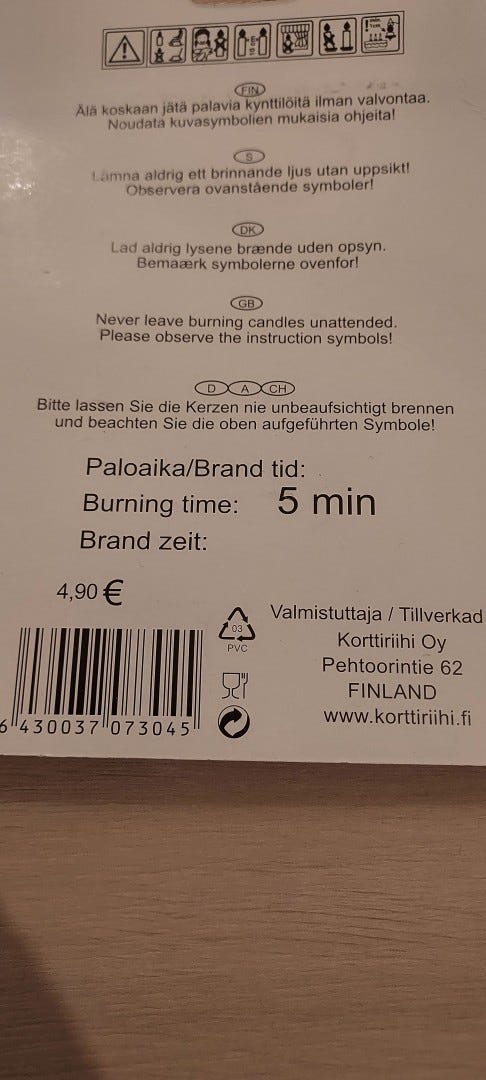 FIN
Älä koskaan jätä palavia kynttilöitä ilman valvontaa.
Noudata kuvasymbolien mukaisia ohjeita!
S
Lämna aldrig ett brinnande ljus utan uppsikt!
Observera ovanstående symboler!
DK
Lad aldrig lysene brænde uden opsyn.
Bemaærk symbolerne ovenfor!
GB
Never leave burning candles unattended.
Please observe the instruction symbols!
D A CH
Bitte lassen Sie die Kerzen nie unbeaufsichtigt brennen
und beachten Sie die oben aufgeführten Symbole!
Paloaika/Brand tid:
Burning time: 5 min
Brand zeit:
4,90 €
03
PVC
6 430037 073045
Valmistuttaja / Tillverkad
Korttiriihi Oy
Pehtoorintie 62
FINLAND
www.korttiriihi.fi